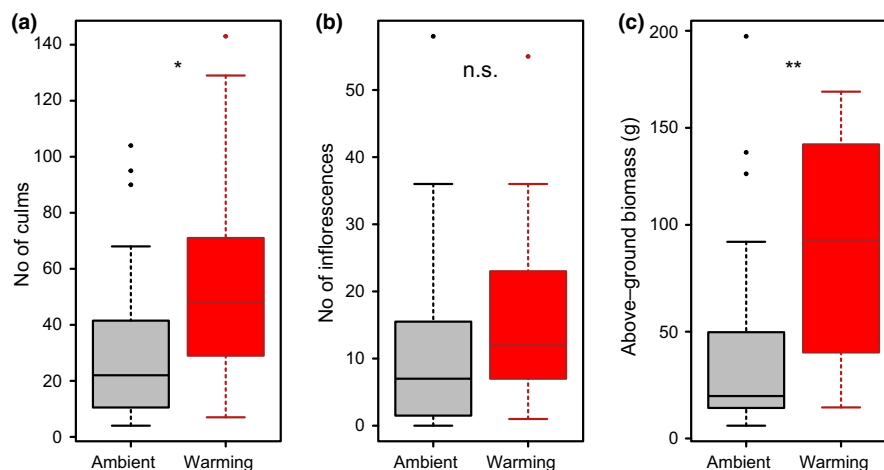 (a)
No of culms
140
120
100
80
60
40
20
0
*
Ambient Warming
(b)
No of inflorescences
50
40
30
20
10
0
n.s.
Ambient Warming
(c)
Above–ground biomass (g)
200
150
100
50
0
**
Ambient Warming